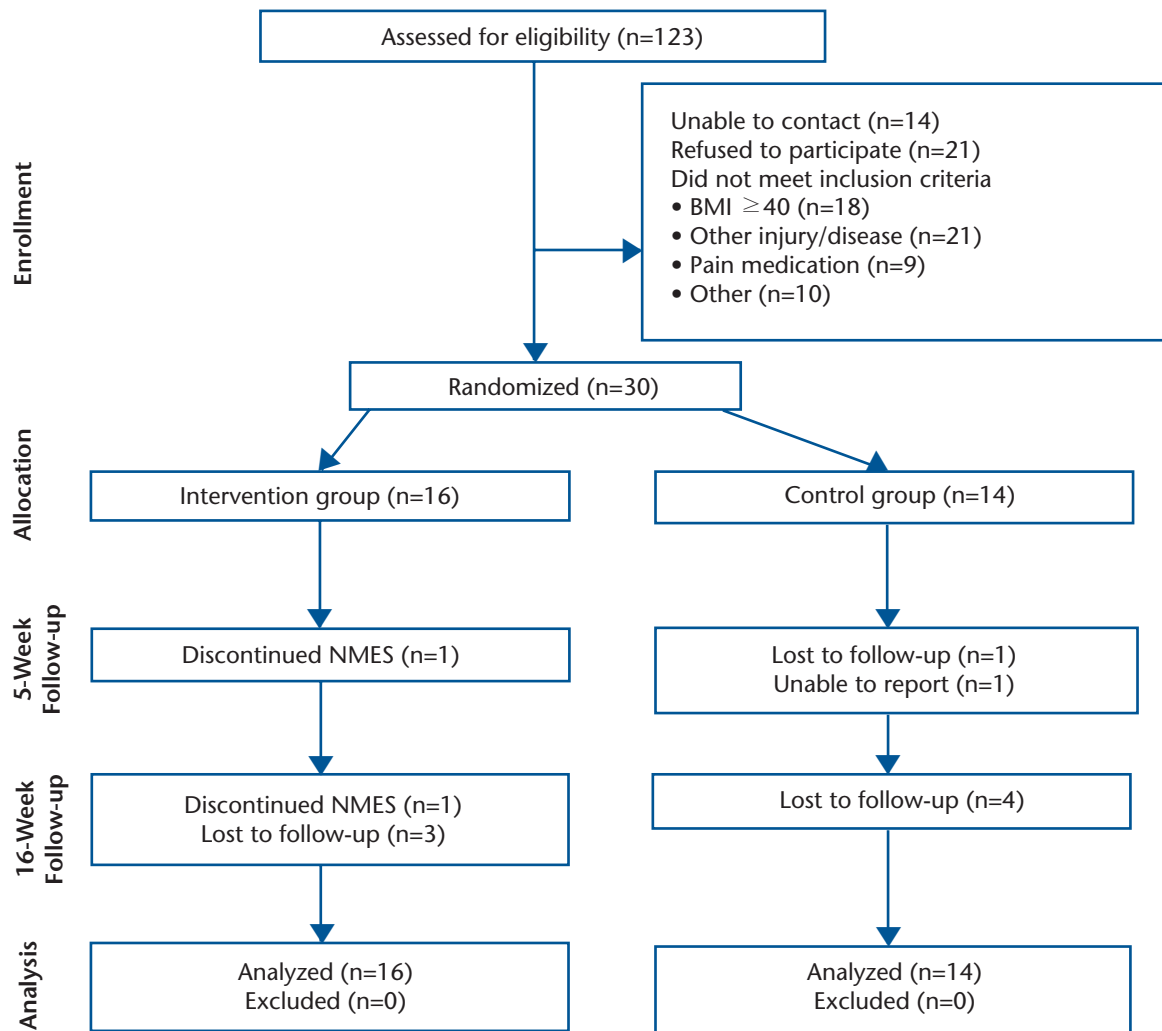 Assessed for eligibility (n=123)
Enrollment
Unable to contact (n=14)
Refused to participate (n=21)
Did not meet inclusion criteria
• BMI ≥40 (n=18)
• Other injury/disease (n=21)
• Pain medication (n=9)
• Other (n=10)
Randomized (n=30)
Allocation
Intervention group (n=16)
Control group (n=14)
5-Week
Follow-up
Discontinued NMES (n=1)
Lost to follow-up (n=1)
Unable to report (n=1)
16-Week
Follow-up
Discontinued NMES (n=1)
Lost to follow-up (n=3)
Lost to follow-up (n=4)
Analysis
Analyzed (n=16)
Excluded (n=0)
Analyzed (n=14)
Excluded (n=0)